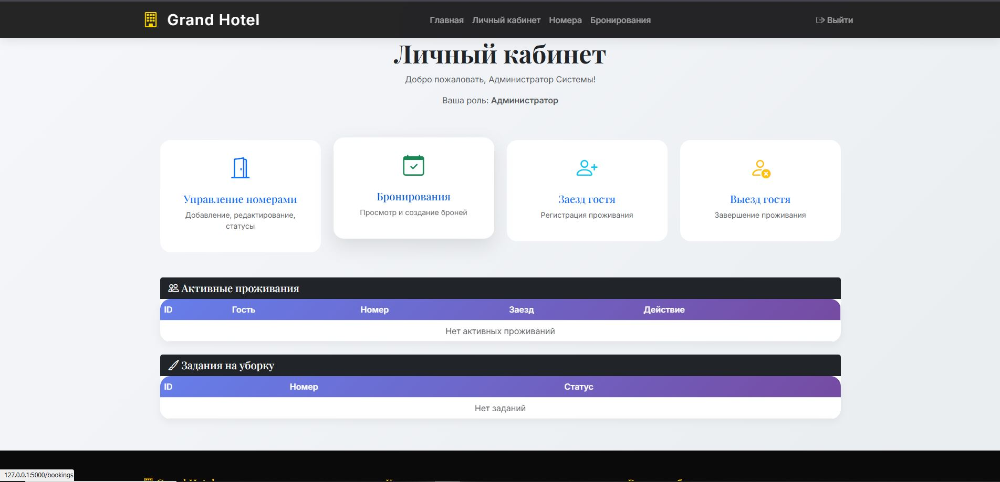 Grand Hotel
Главная Личный кабинет Номера Бронирования
Выйти
Личный кабинет
Добро пожаловать, Администратор Системы!
Ваша роль: Администратор
Управление номерами
Добавление, редактирование,
статусы
Бронирования
Просмотр и создание броней
Заезд гостя
Регистрация проживания
Выезд гостя
Завершение проживания
Активные проживания
ID Гость Номер Заезд Действие
Нет активных проживаний
Задания на уборку
ID Номер Статус
Нет заданий
127.0.0.1:5000/bookings